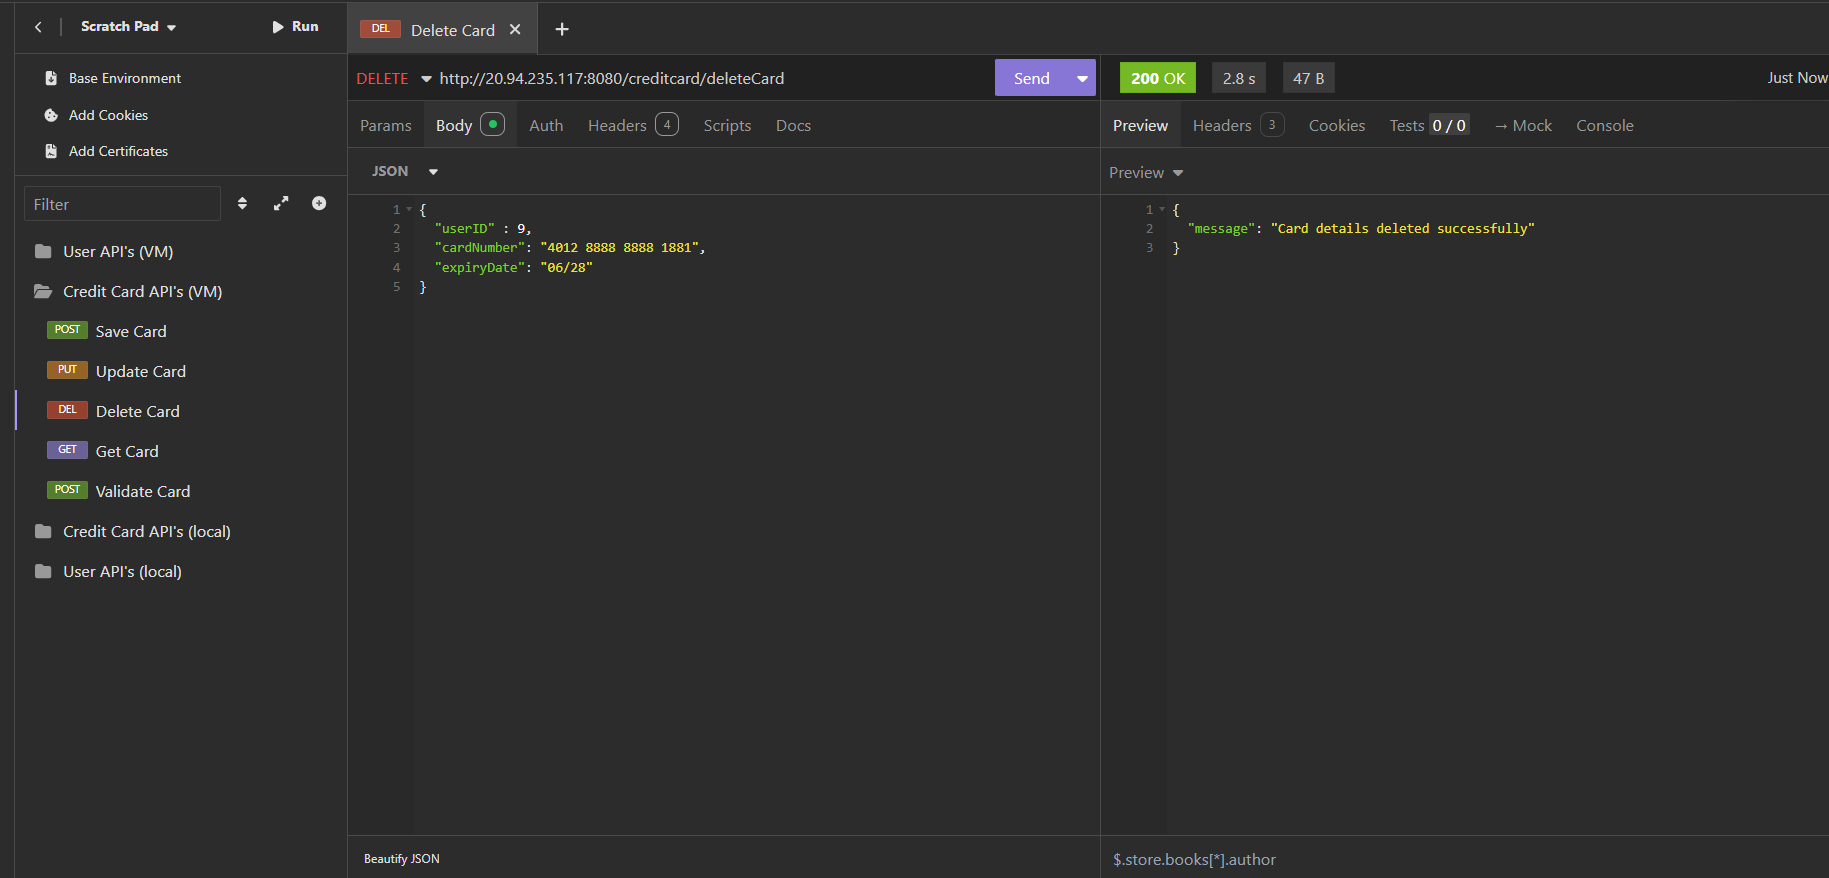 Scratch Pad
Run
Base Environment
Add Cookies
Add Certificates
Filter
User API's (VM)
Credit Card API's (VM)
POST Save Card
PUT Update Card
DEL Delete Card
GET Get Card
POST Validate Card
Credit Card API's (local)
User API's (local)
DEL Delete Card
DELETE http://20.94.235.117:8080/creditcard/deleteCard Send
Params Body Auth Headers 4 Scripts Docs
JSON
1 {
2 "userID" : 9,
3 "cardNumber": "4012 8888 8888 1881",
4 "expiryDate": "06/28"
5 }
Beautify JSON
200 OK 2.8 s 47 B Just Now
Preview Headers 3 Cookies Tests 0 / 0 → Mock Console
Preview
1 {
2 "message": "Card details deleted successfully"
3 }
$.store.books[*].author